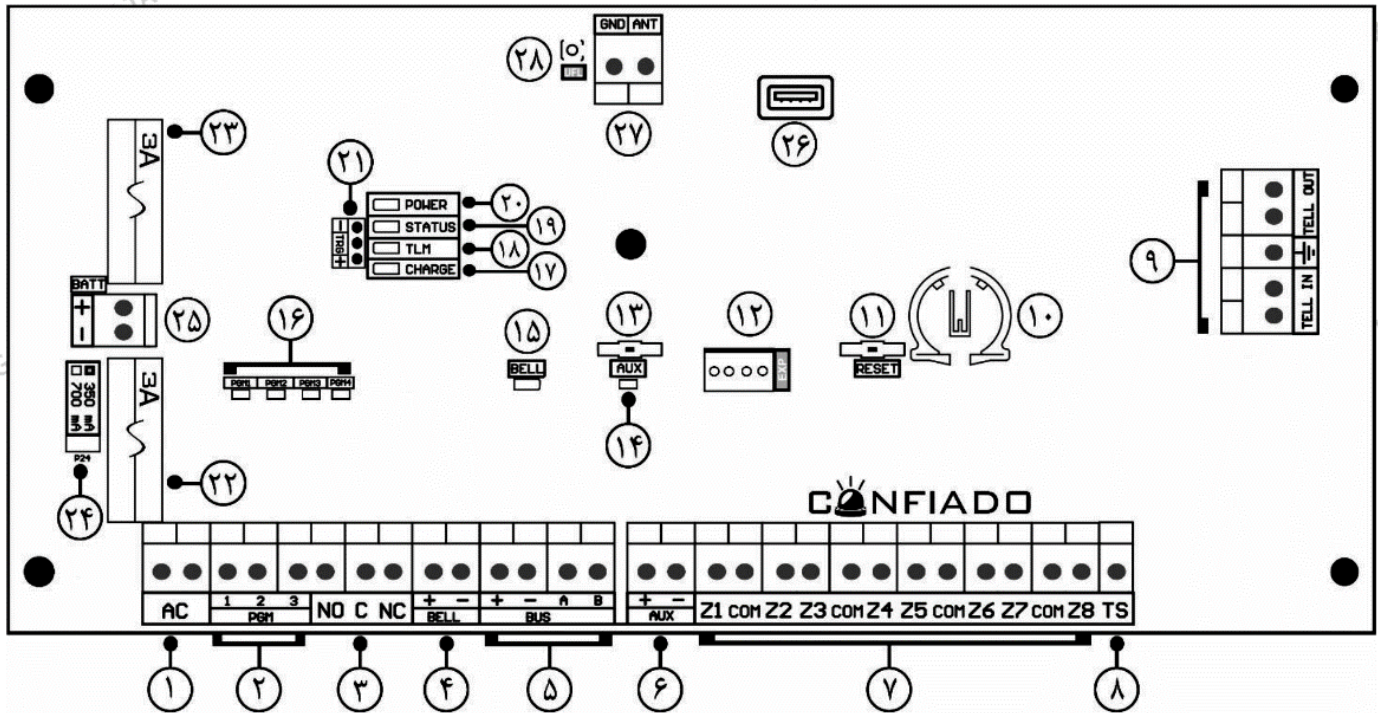 GND ANT
۲۸
UFL
۲۷
۲۶
۲۳
3A
۲۱
POWER
۲۰
STATUS
۱۹
TLM
۱۸
CHARGE
۱۷
- TRG +
TELL OUT
TELL IN
۹
BATT
+
-
۲۵
۱۶
PGM1 PGM2 PGM3 PGM4
۱۵
BELL
۱۳
AUX
۱۴
۱۲
EXP
۱۱
RESET
۱۰
350 mA
700 mA
P24
۲۴
3A
۲۲
CONFIADO
AC
1 2 3
PGM
NO C NC
+ -
BELL
+ - A B
BUS
+ -
AUX
Z1 COM Z2 Z3 COM Z4 Z5 COM Z6 Z7 COM Z8 TS
۱ ۲ ۳ ۴ ۵ ۶ ۷ ۸